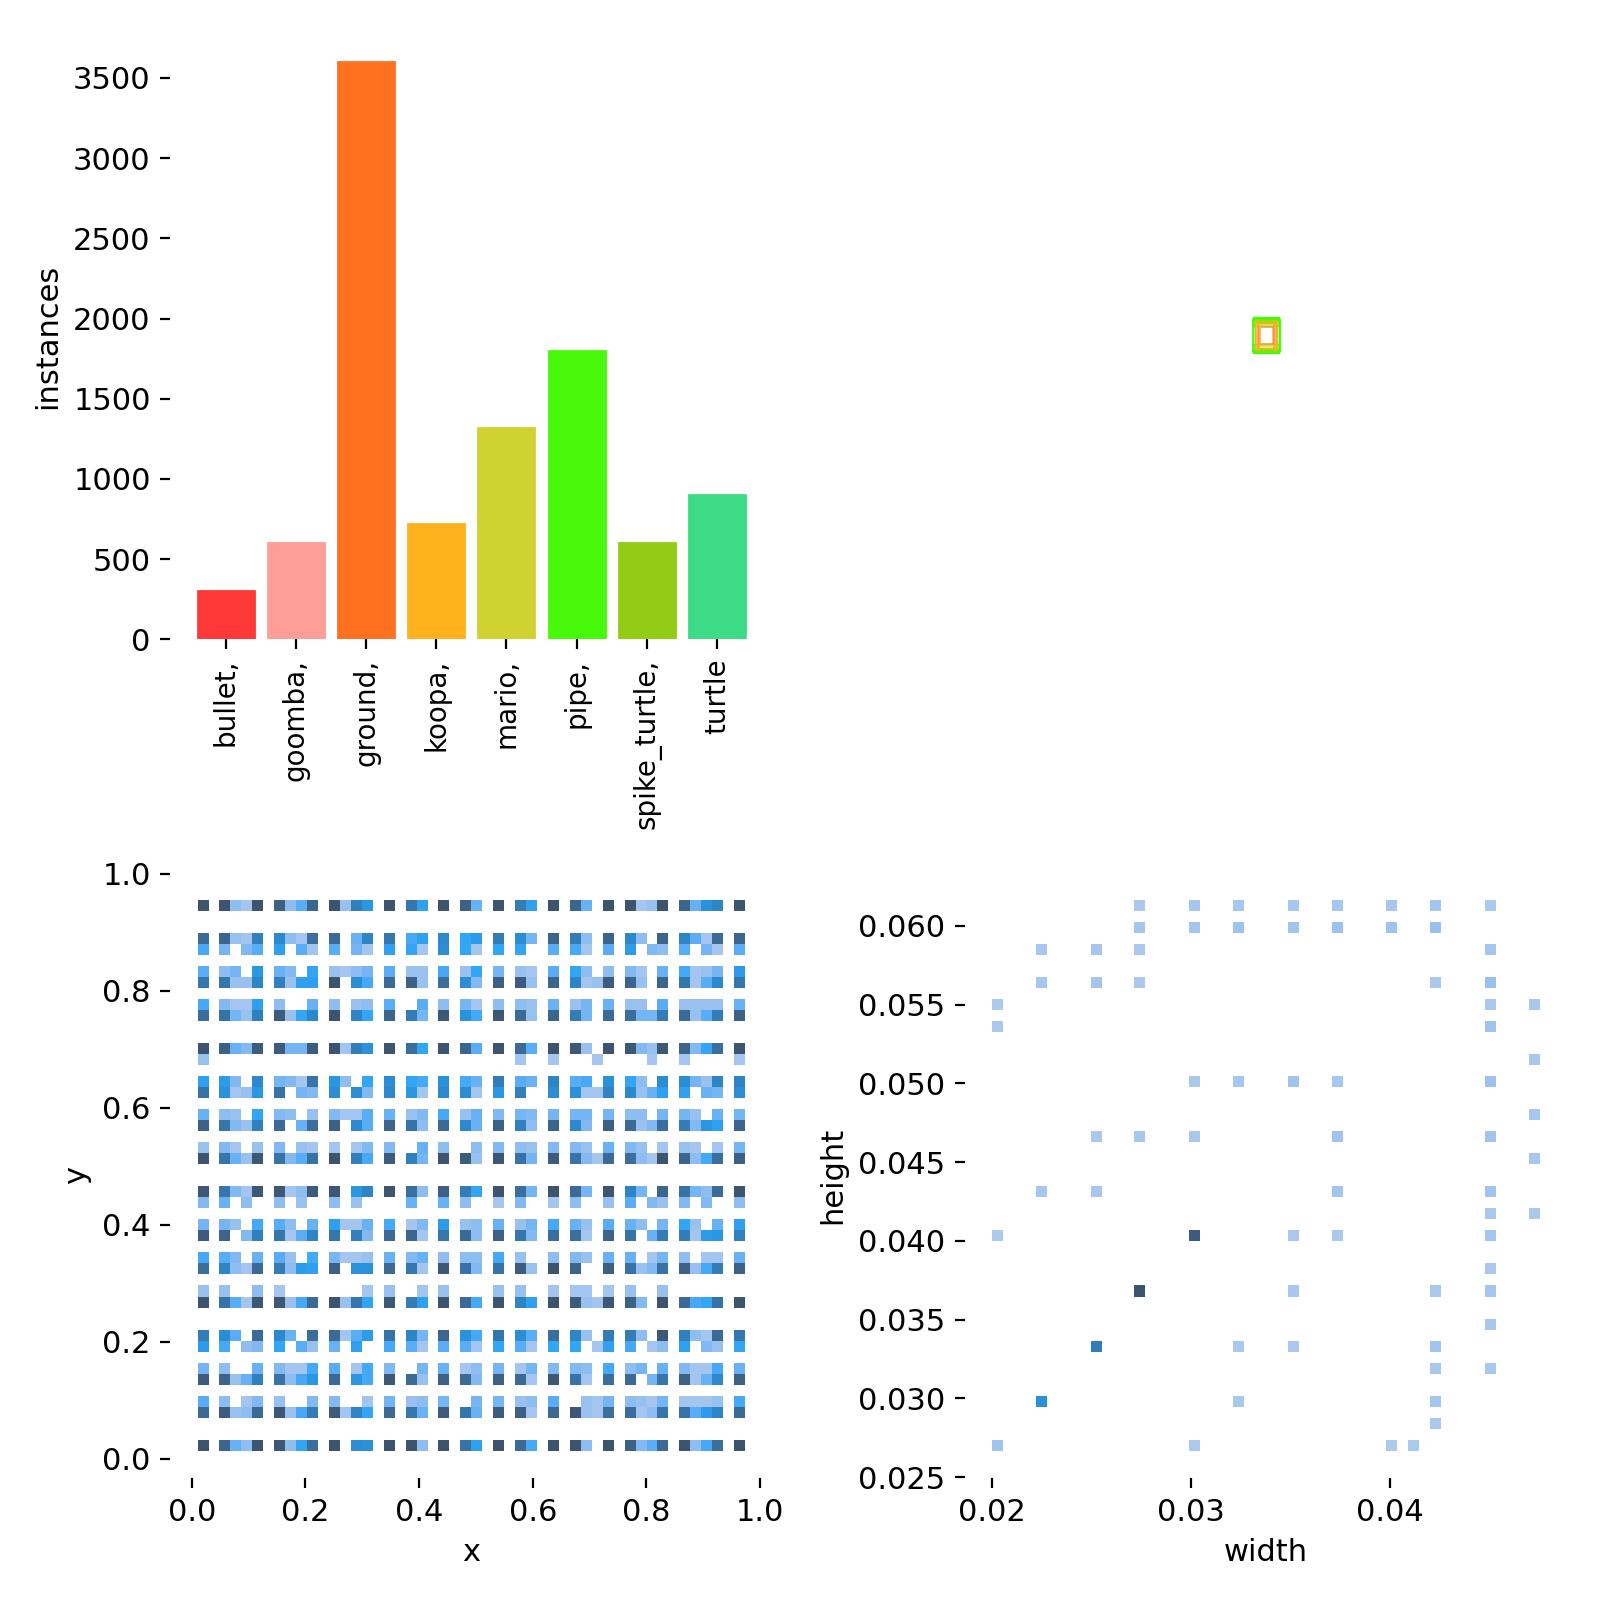 3500
3000
2500
2000
1500
1000
500
0
instances
bullet,
goomba,
ground,
koopa,
mario,
pipe,
spike_turtle,
turtle
1.0
0.8
0.6
0.4
0.2
0.0
y
0.0 0.2 0.4 0.6 0.8 1.0
x
0.060
0.055
0.050
0.045
0.040
0.035
0.030
0.025
height
0.02 0.03 0.04
width